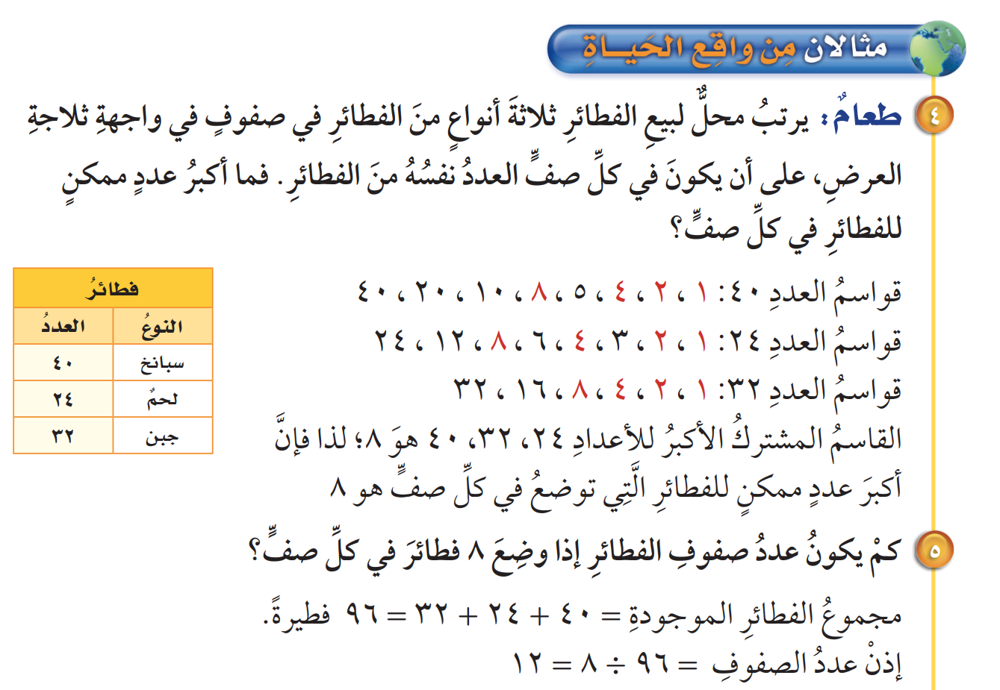 مثالان مِن واقِع الحَيـاةِ
٤ طعامٌ: يرتبُ محلٌّ لبيعِ الفطائرِ ثلاثةَ أنواعٍ منَ الفطائرِ في صفوفٍ في واجهةِ ثلاجةِ
العرضِ، على أن يكونَ في كلِّ صفٍّ العددُ نفسُهُ منَ الفطائرِ. فما أكبرُ عددٍ ممكنٍ
للفطائرِ في كلِّ صفٍّ؟
قواسمُ العددِ ٤٠: ١، ٢، ٤، ٥، ٨، ١٠، ٢٠، ٤٠
قواسمُ العددِ ٢٤: ١، ٢، ٣، ٤، ٦، ٨، ١٢، ٢٤
قواسمُ العددِ ٣٢: ١، ٢، ٤، ٨، ١٦، ٣٢
القاسمُ المشتركُ الأكبرُ للأعدادِ ٢٤، ٣٢، ٤٠ هوَ ٨؛ لذا فإنَّ
أكبرَ عددٍ ممكنٍ للفطائرِ الَّتِي توضعُ في كلِّ صفٍّ هو ٨
فطائرُ
النوعُ العددُ
سبانخ ٤٠
لحمٌ ٢٤
جبن ٣٢
٥ كمْ يكونُ عددُ صفوفِ الفطائرِ إذا وضِعَ ٨ فطائرَ في كلِّ صفٍّ؟
مجموعُ الفطائرِ الموجودةِ = ٤٠ + ٢٤ + ٣٢ = ٩٦ فطيرةً.
إذنْ عددُ الصفوفِ = ٩٦ ÷ ٨ = ١٢